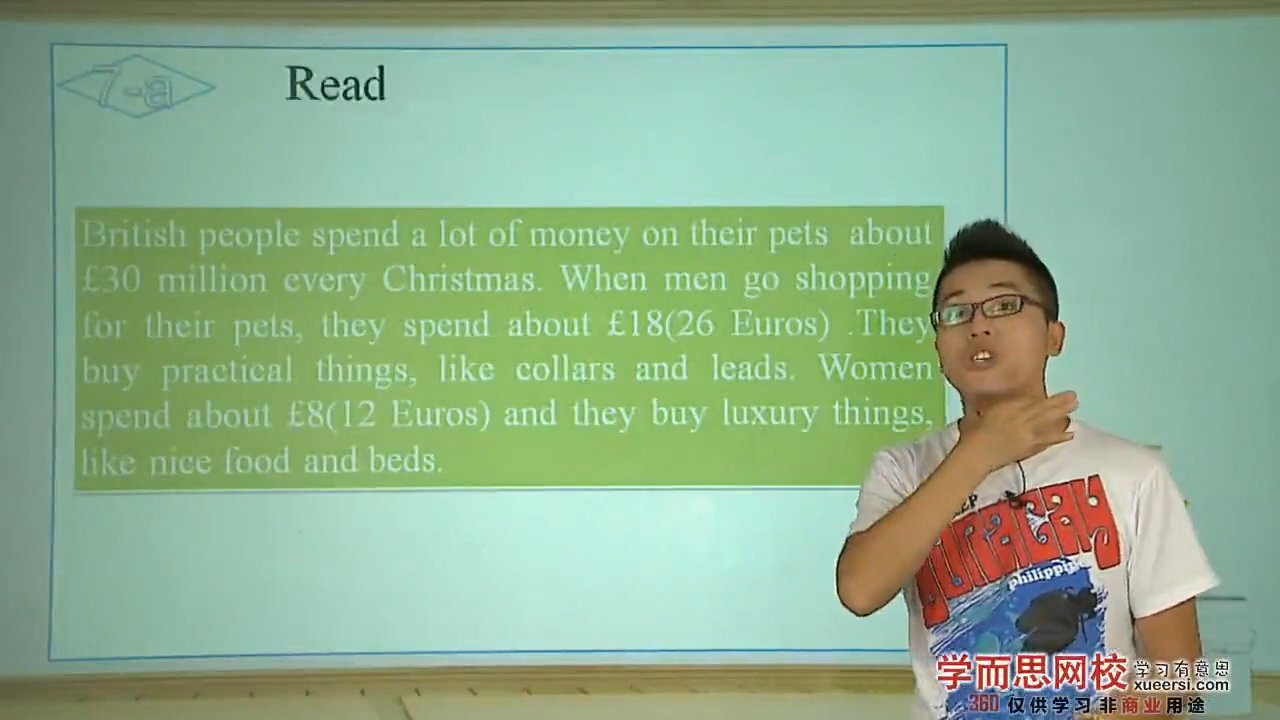 7-a
Read
British people spend a lot of money on their pets about
£30 million every Christmas. When men go shopping
for their pets, they spend about £18(26 Euros) .They
buy practical things, like collars and leads. Women
spend about £8(12 Euros) and they buy luxury things,
like nice food and beds.
philippin
学而思网校
学习有意思
xueersi.com
360 仅供学习 非商业用途